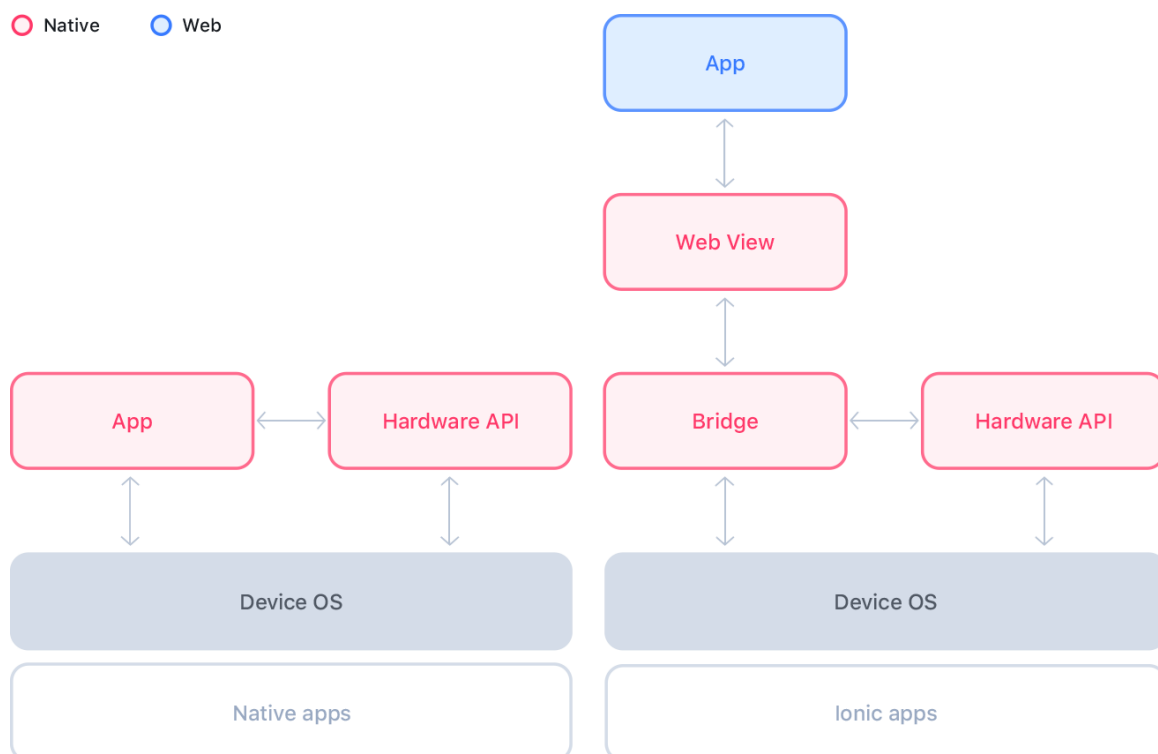 Native
Web
App
Web View
App
Hardware API
Bridge
Hardware API
Device OS
Device OS
Native apps
Ionic apps